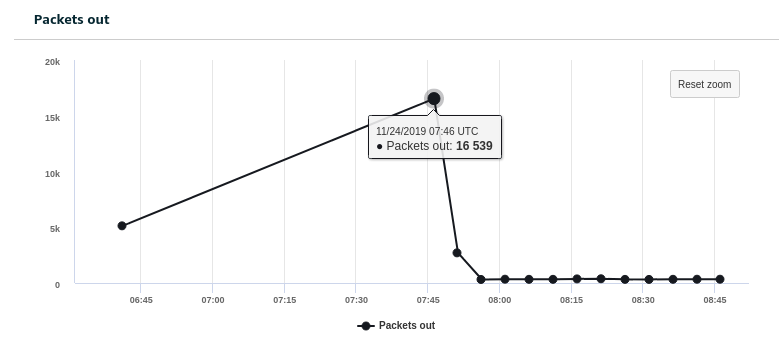 Packets out
20k
Reset zoom
15k
11/24/2019 07:46 UTC
● Packets out: 16 539
10k
5k
0
06:45 07:00 07:15 07:30 07:45 08:00 08:15 08:30 08:45
Packets out